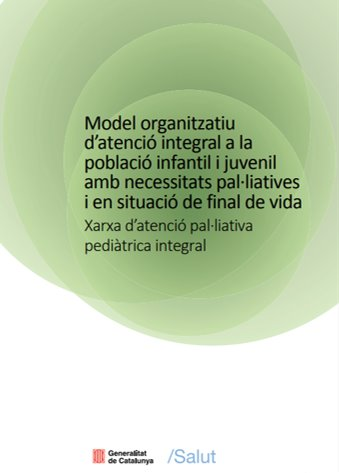 Model organitzatiu
d'atenció integral a la
població infantil i juvenil
amb necessitats pal·liatives
i en situació de final de vida
Xarxa d'atenció pal·liativa
pediàtrica integral
Generalitat
de Catalunya
/Salut